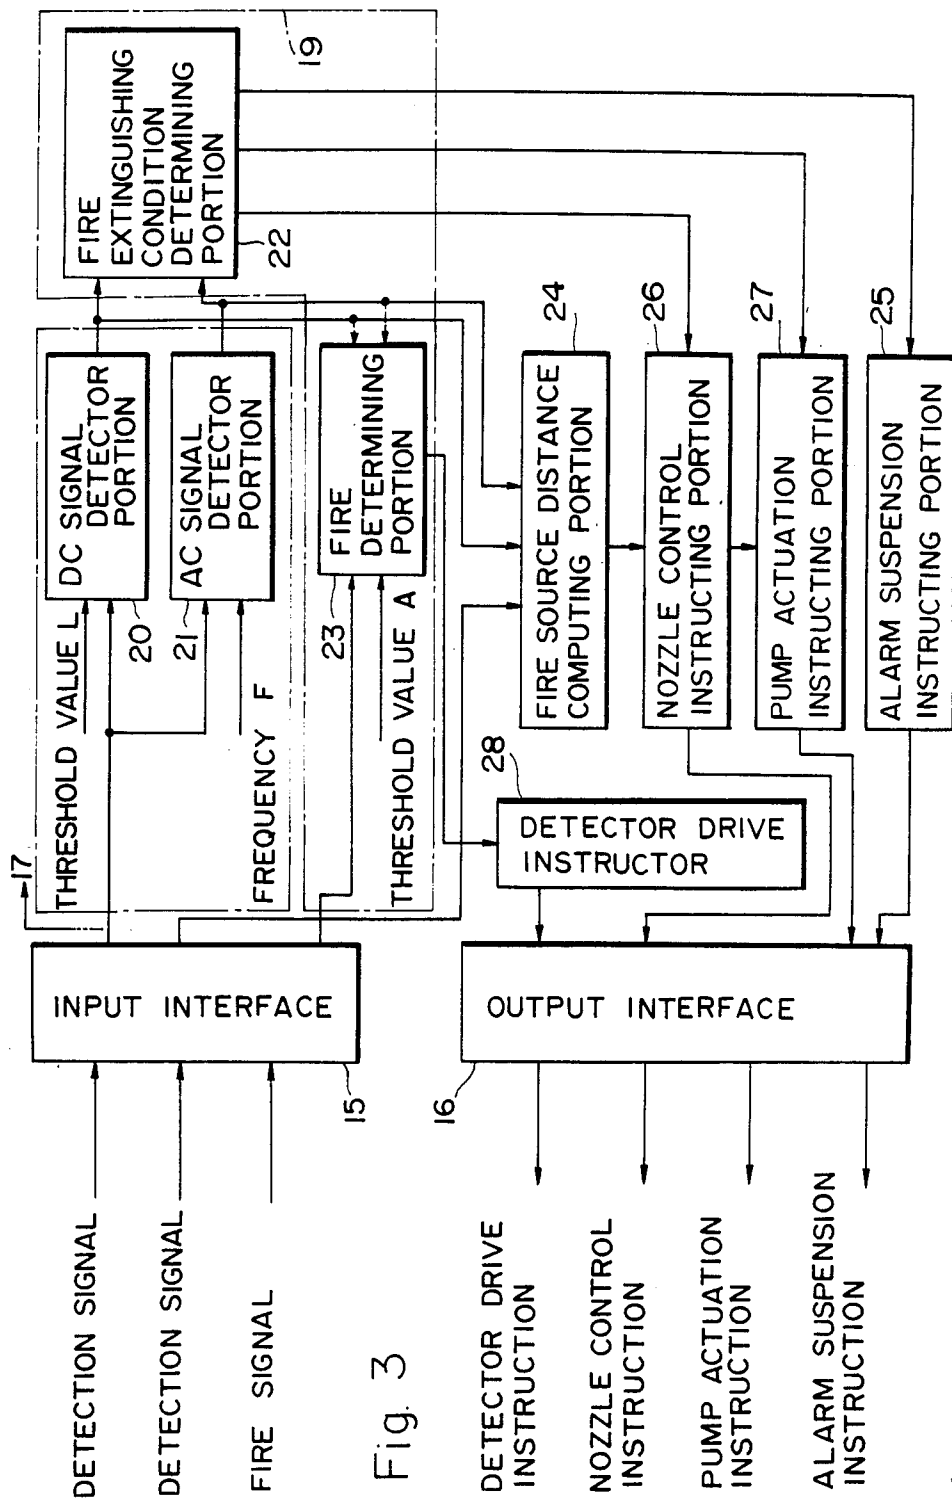 DETECTION SIGNAL
DETECTION SIGNAL
FIRE SIGNAL
Fig. 3
DETECTOR DRIVE
INSTRUCTION
NOZZLE CONTROL
INSTRUCTION
PUMP ACTUATION
INSTRUCTION
ALARM SUSPENSION
INSTRUCTION
INPUT INTERFACE
15
OUTPUT INTERFACE
16
17
THRESHOLD VALUE L
FREQUENCY F
DC SIGNAL
DETECTOR
PORTION
20
AC SIGNAL
DETECTOR
PORTION
21
THRESHOLD VALUE A
FIRE
DETERMINING
PORTION
23
FIRE
EXTINGUISHING
CONDITION
DETERMINING
PORTION
22
19
DETECTOR DRIVE
INSTRUCTOR
28
FIRE SOURCE DISTANCE
COMPUTING PORTION
24
NOZZLE CONTROL
INSTRUCTING PORTION
26
PUMP ACTUATION
INSTRUCTING PORTION
27
ALARM SUSPENSION
INSTRUCTING PORTION
25